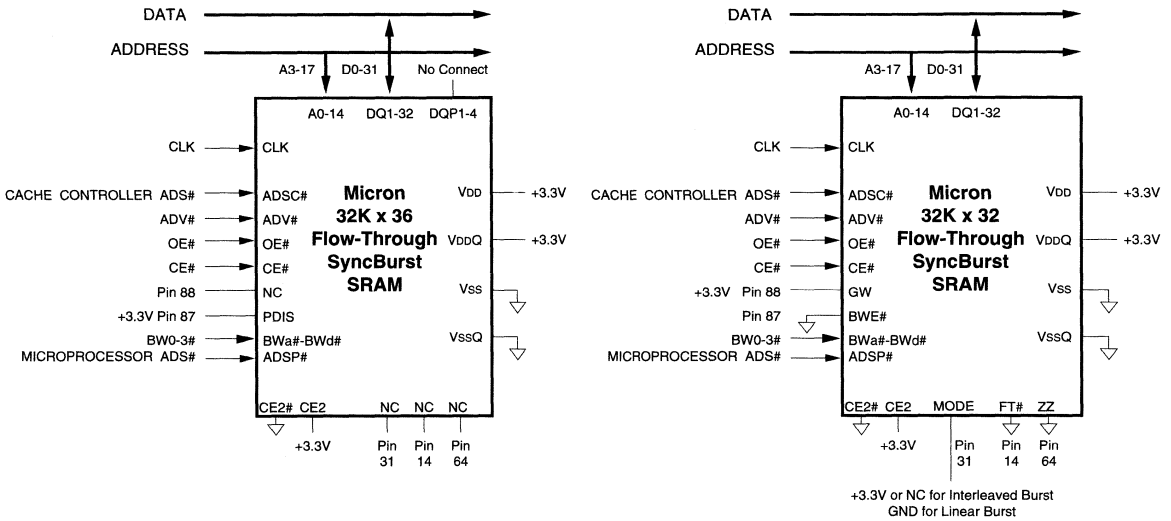 DATA
ADDRESS
A3-17 D0-31 No Connect
A0-14 DQ1-32 DQP1-4
CLK CLK
CACHE CONTROLLER ADS# ADSC#
ADV# ADV#
OE# OE#
CE# CE#
Pin 88 NC
+3.3V Pin 87 PDIS
BW0-3# BWa#-BWd#
MICROPROCESSOR ADS# ADSP#
Micron
32K x 36
Flow-Through
SyncBurst
SRAM
VDD +3.3V
VDDQ +3.3V
VSS
VSSQ
CE2# CE2 NC NC NC
+3.3V Pin Pin Pin
31 14 64
DATA
ADDRESS
A3-17 D0-31
A0-14 DQ1-32
CLK CLK
CACHE CONTROLLER ADS# ADSC#
ADV# ADV#
OE# OE#
CE# CE#
+3.3V Pin 88 GW
Pin 87 BWE#
BW0-3# BWa#-BWd#
MICROPROCESSOR ADS# ADSP#
Micron
32K x 32
Flow-Through
SyncBurst
SRAM
VDD +3.3V
VDDQ +3.3V
VSS
VSSQ
CE2# CE2 MODE FT# ZZ
+3.3V Pin Pin Pin
31 14 64
+3.3V or NC for Interleaved Burst
GND for Linear Burst